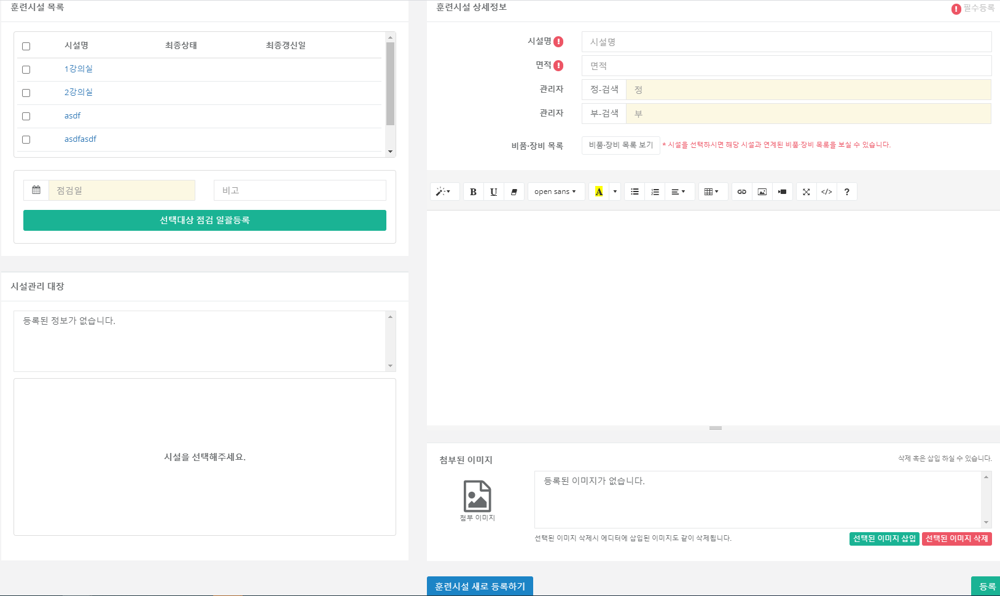 훈련시설 목록
시설명 최종상태 최종갱신일
1강의실
2강의실
asdf
asdfasdf
점검일 비고
선택대상 점검 일괄등록
시설관리 대장
등록된 정보가 없습니다.
시설을 선택해주세요.
훈련시설 상세정보
! 필수등록
시설명 ! 시설명
면적 ! 면적
관리자 정-검색 정
관리자 부-검색 부
비품·장비 목록 비품·장비 목록 보기 * 시설을 선택하시면 해당 시설과 연계된 비품·장비 목록을 보실 수 있습니다.
B U open sans A </> ?
첨부된 이미지
삭제 혹은 삽입 하실 수 있습니다.
첨부 이미지
등록된 이미지가 없습니다.
선택된 이미지 삭제시 에디터에 삽입된 이미지도 같이 삭제됩니다.
선택된 이미지 삽입 선택된 이미지 삭제
훈련시설 새로 등록하기
등록